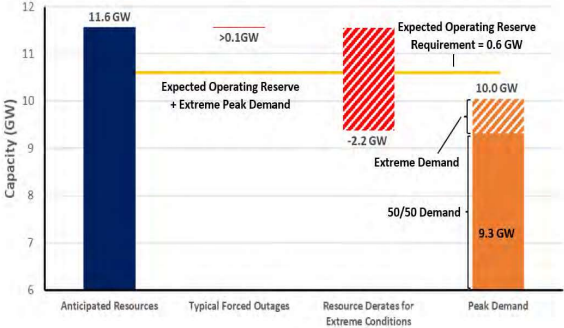 12
11
10
9
8
7
6
Capacity (GW)
11.6 GW
>0.1GW
Expected Operating Reserve
Requirement = 0.6 GW
Expected Operating Reserve
+ Extreme Peak Demand
10.0 GW
-2.2 GW
Extreme Demand
50/50 Demand
9.3 GW
Anticipated Resources
Typical Forced Outages
Resource Derates for
Extreme Conditions
Peak Demand